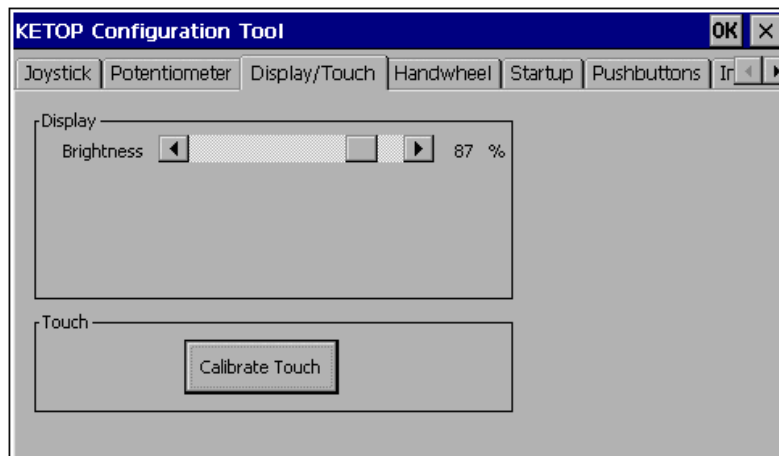 KETOP Configuration Tool OK ×
Joystick Potentiometer Display/Touch Handwheel Startup Pushbuttons
Display
Brightness 87 %
Touch
Calibrate Touch